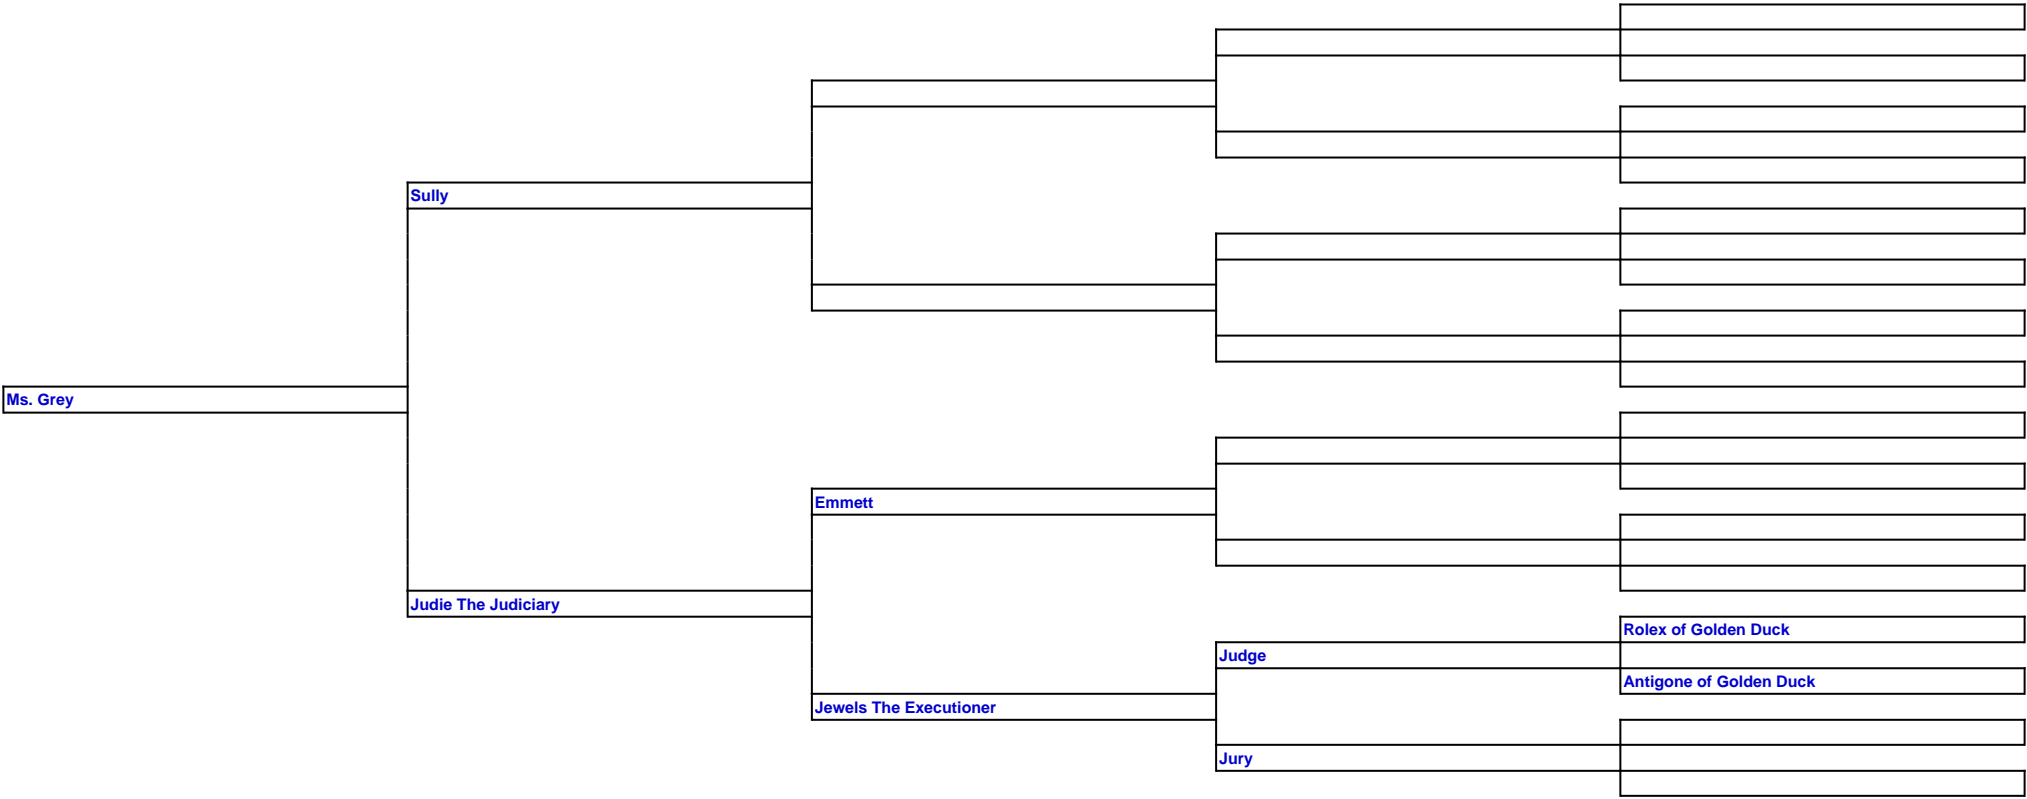 Sully
Ms. Grey
Emmett
Judie The Judiciary
Rolex of Golden Duck
Judge
Antigone of Golden Duck
Jewels The Executioner
Jury